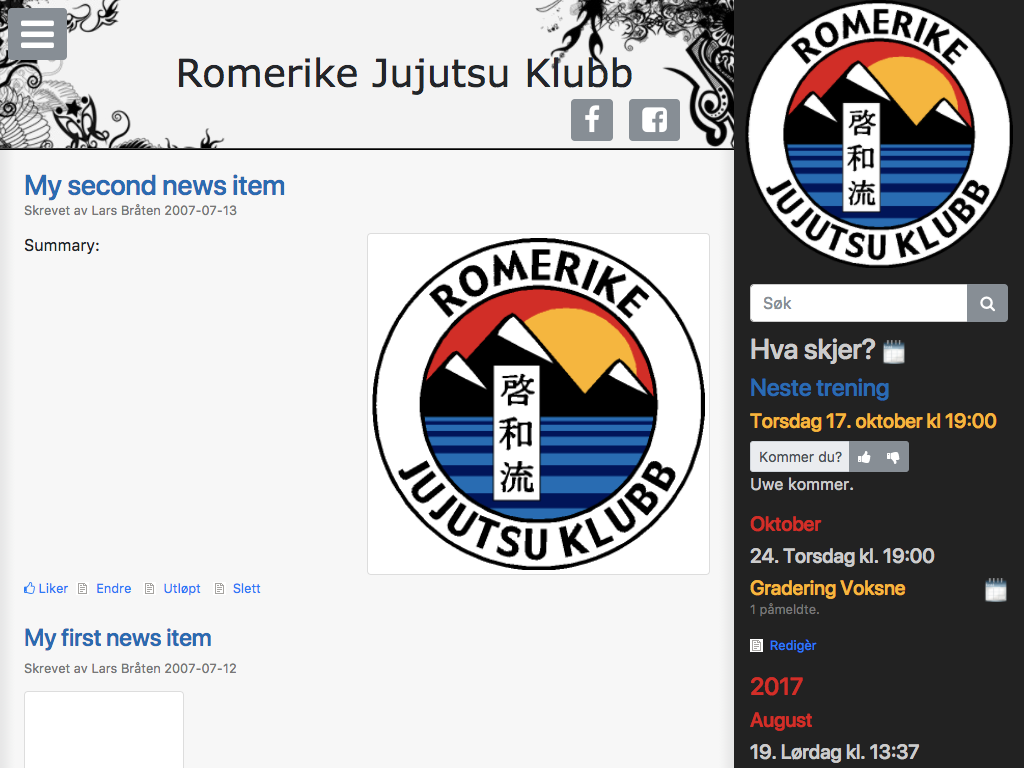 Romerike Jujutsu Klubb
My second news item
Skrevet av Lars Bråten 2007-07-13
Summary:
ROMERIKE
啓和流
JUJUTSU KLUBB
Liker Endre Utløpt Slett
My first news item
Skrevet av Lars Bråten 2007-07-12
ROMERIKE
啓和流
JUJUTSU KLUBB
Søk
Hva skjer?
Neste trening
Torsdag 17. oktober kl 19:00
Kommer du?
Uwe kommer.
Oktober
24. Torsdag kl. 19:00
Gradering Voksne
1 påmeldte.
Redigèr
2017
August
19. Lørdag kl. 13:37